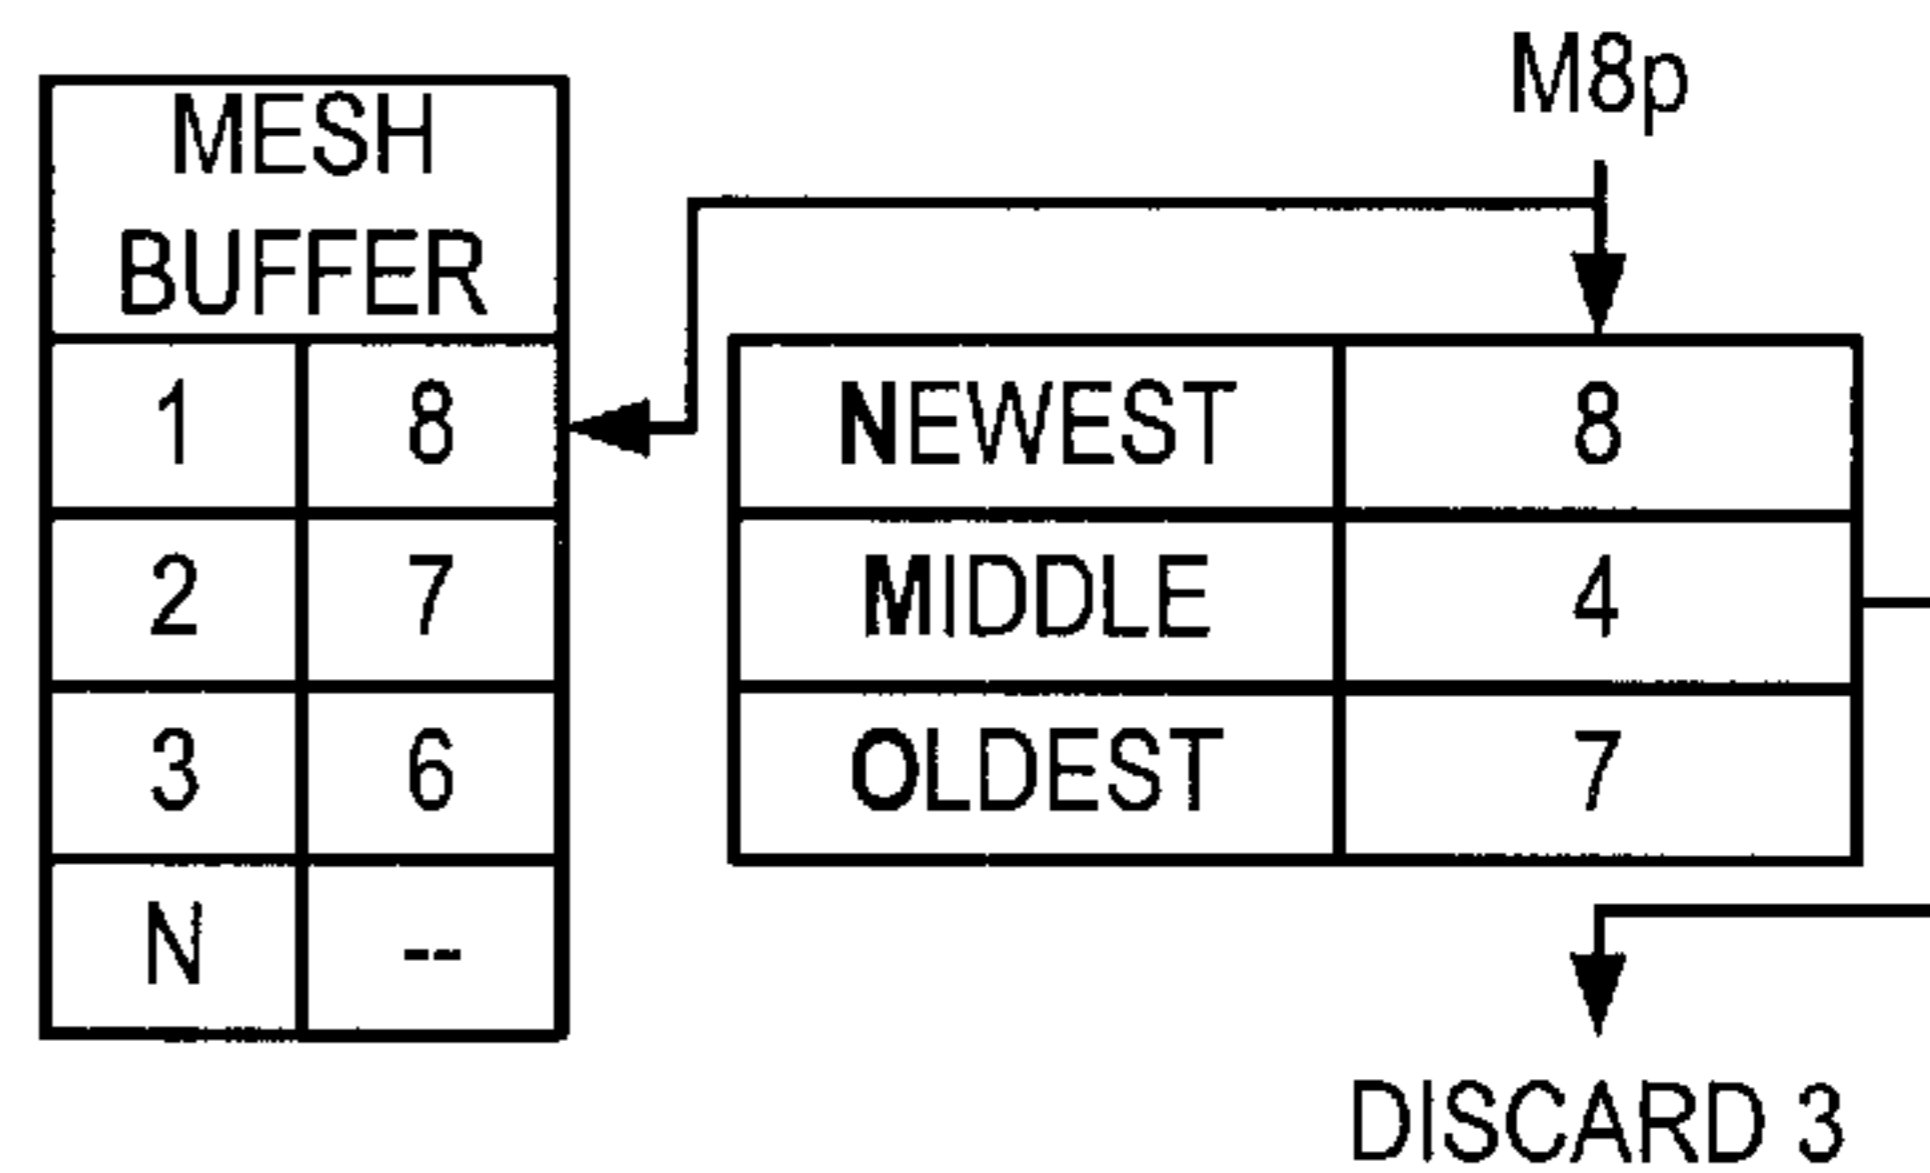 M8p
MESH
BUFFER
1 8
2 7
3 6
N --
NEWEST 8
MIDDLE 4
OLDEST 7
DISCARD 3